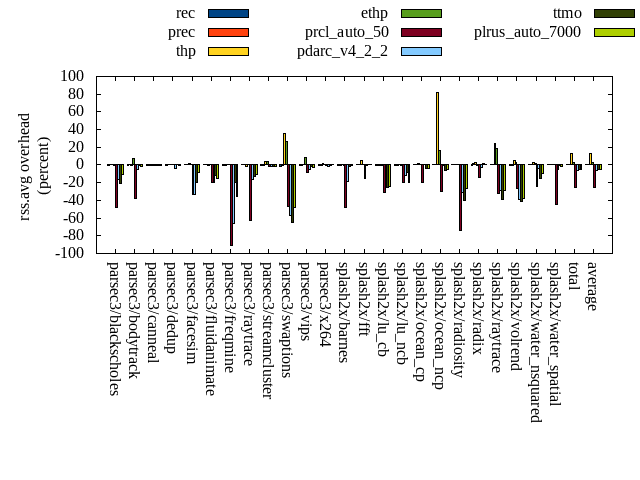 rec ethp ttmo
prec prcl_auto_50 plrus_auto_7000
thp pdarc_v4_2_2
100
80
60
40
20
0
-20
-40
-60
-80
-100
rss.avg overhead
(percent)
parsec3/blackscholes
parsec3/bodytrack
parsec3/canneal
parsec3/dedup
parsec3/facesim
parsec3/fluidanimate
parsec3/freqmine
parsec3/raytrace
parsec3/streamcluster
parsec3/swaptions
parsec3/vips
parsec3/x264
splash2x/barnes
splash2x/fft
splash2x/lu_cb
splash2x/lu_ncb
splash2x/ocean_cp
splash2x/ocean_ncp
splash2x/radiosity
splash2x/radix
splash2x/raytrace
splash2x/volrend
splash2x/water_nsquared
splash2x/water_spatial
total
average